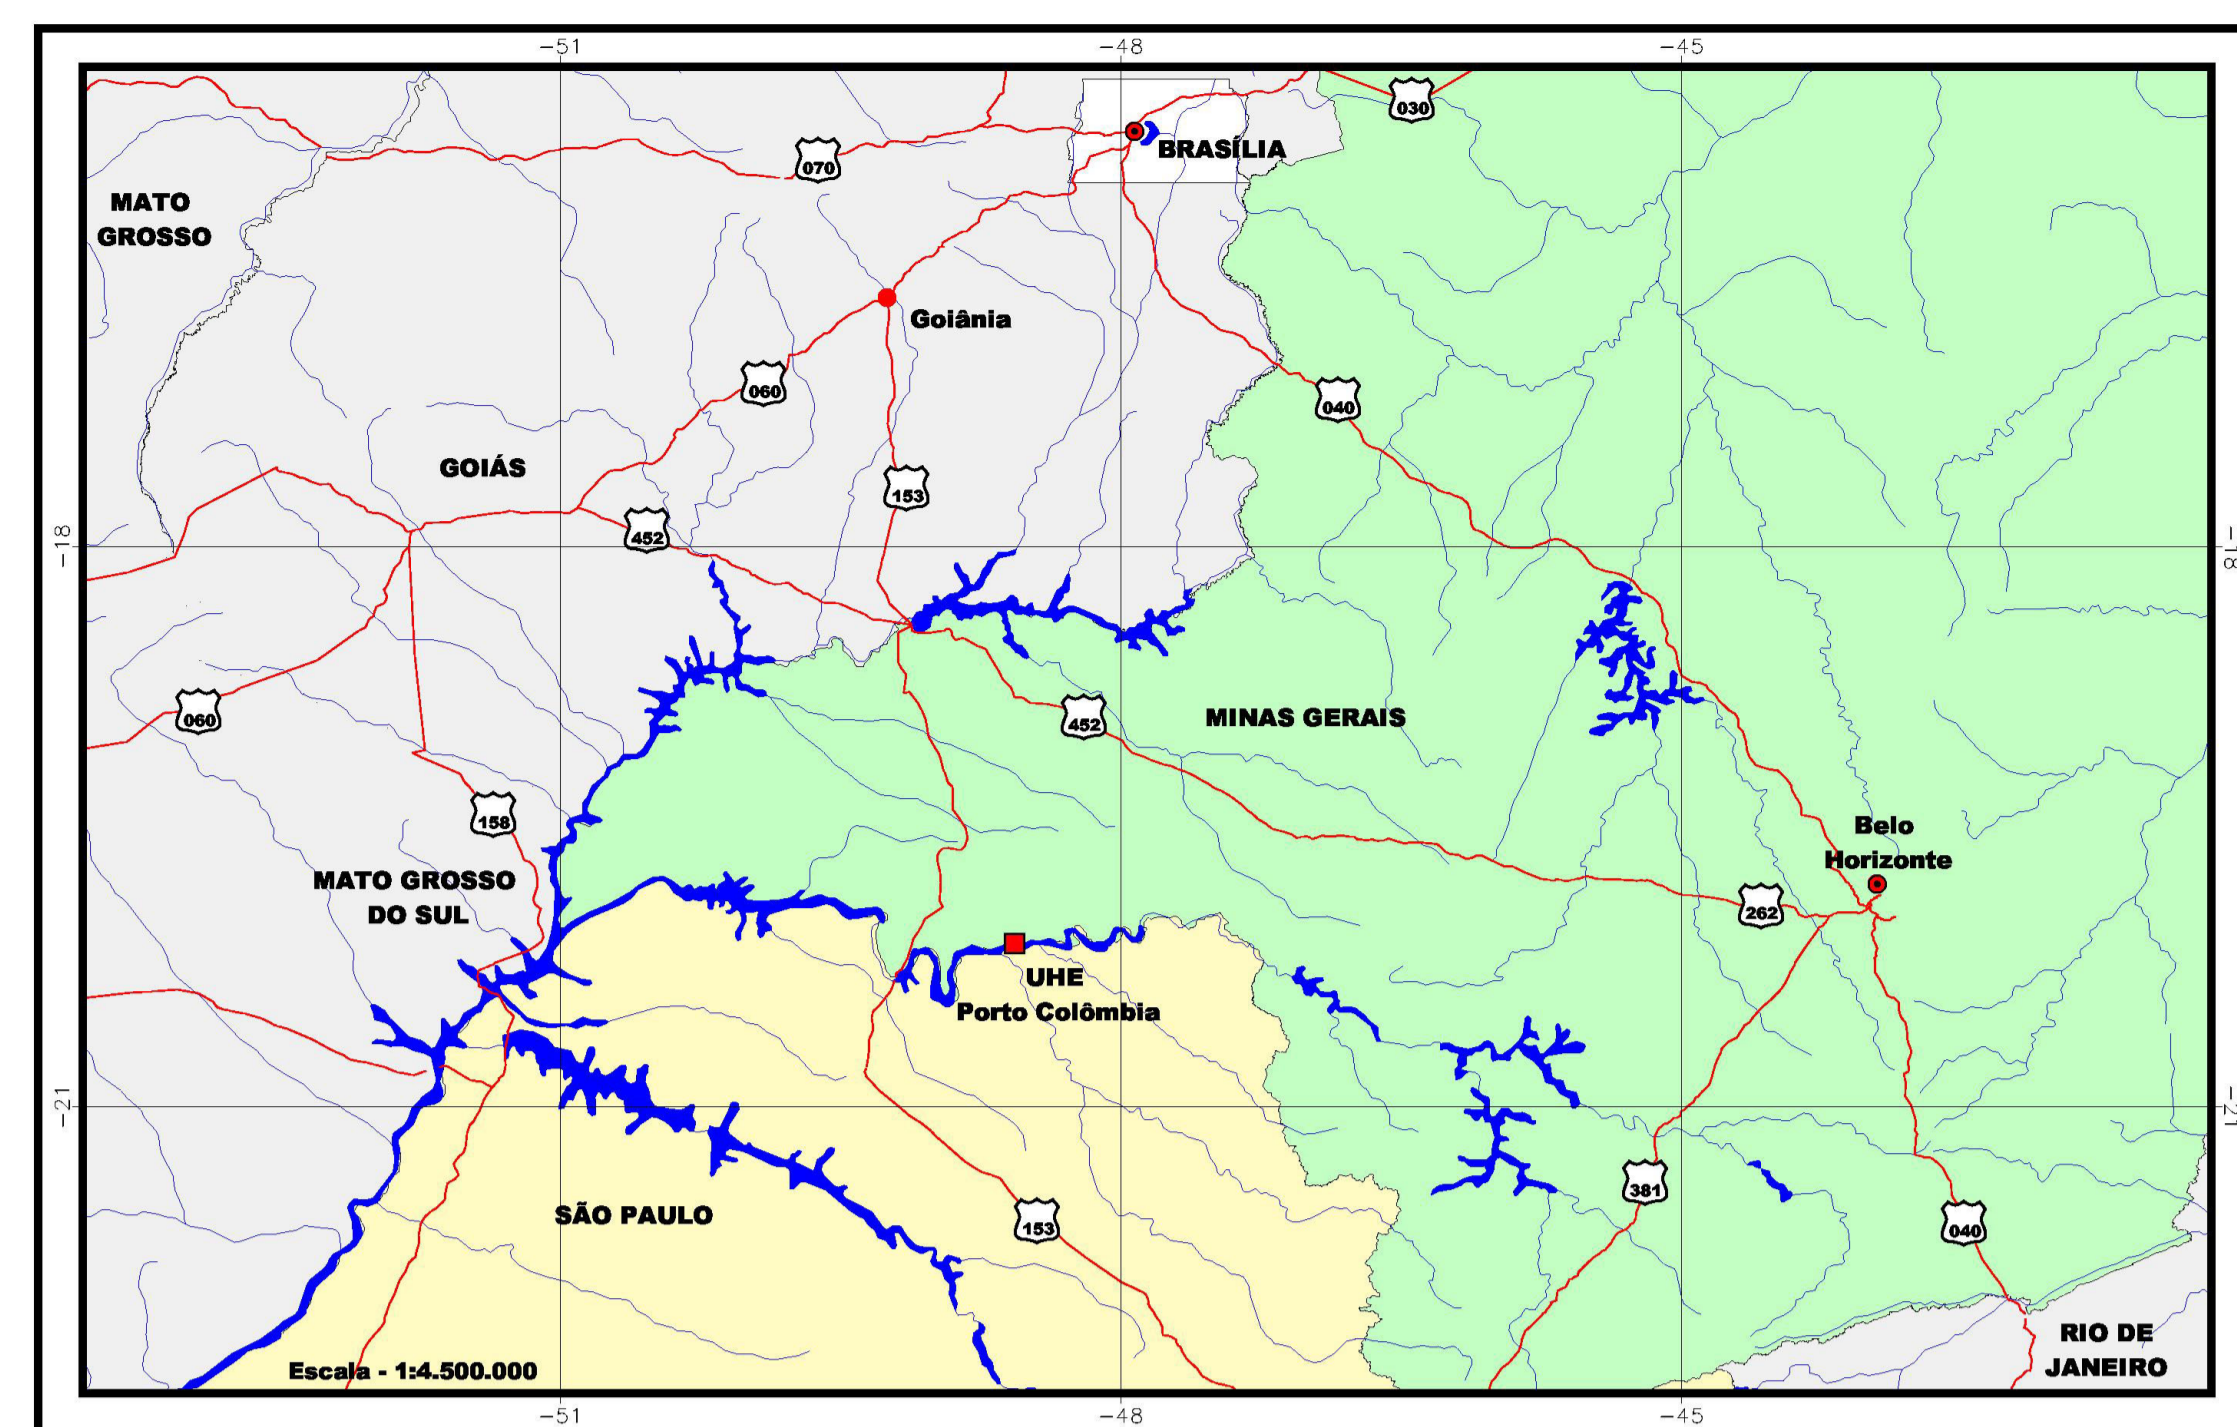 -51
-48
-45
030
BRASÍLIA
070
MATO
GROSSO
Goiânia
060
040
GOIÁS
153
452
-18
-18
060
452
MINAS GERAIS
158
Belo
Horizonte
MATO GROSSO
DO SUL
262
UHE
Porto Colômbia
-21
-21
381
SÃO PAULO
153
040
RIO DE
JANEIRO
Escala - 1:4.500.000
-51
-48
-45